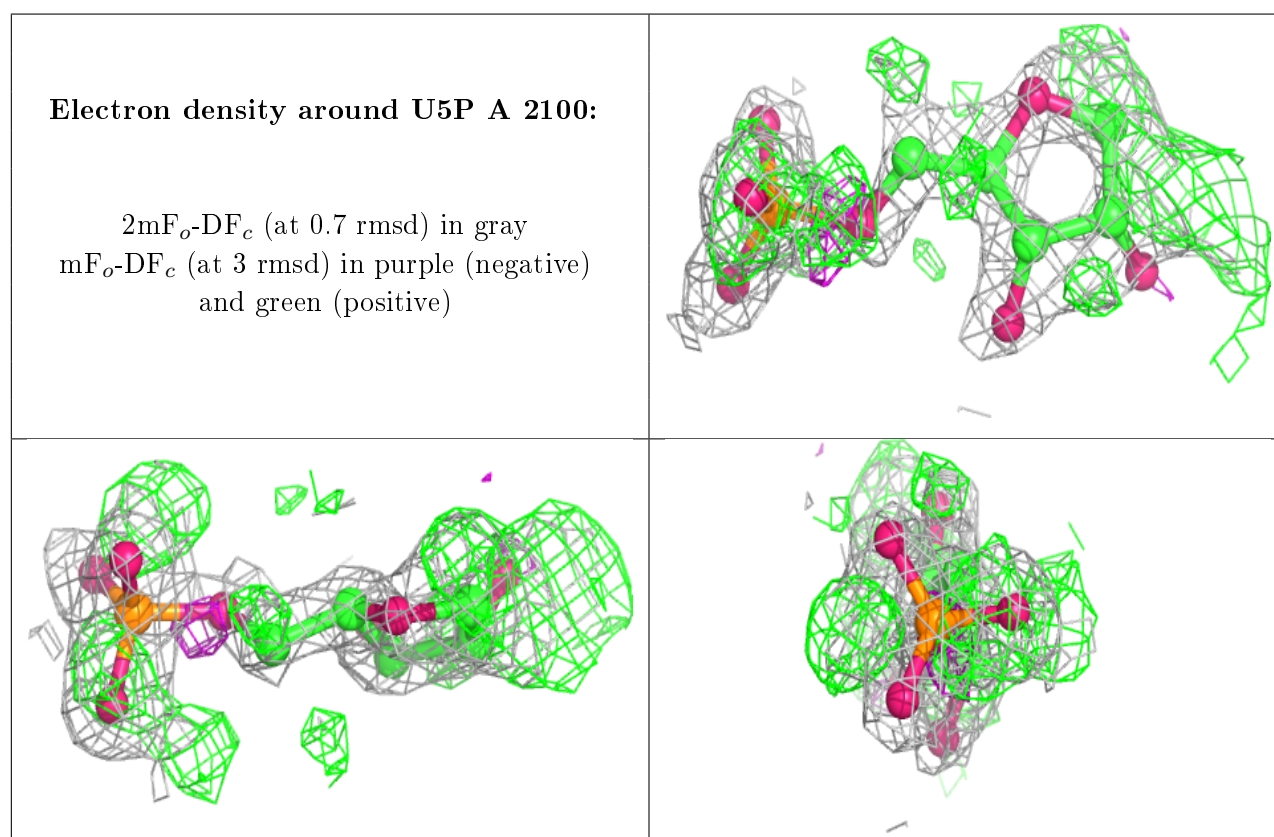 Electron density around U5P A 2100:
2mFo-DFc (at 0.7 rmsd) in gray
mFo-DFc (at 3 rmsd) in purple (negative)
and green (positive)